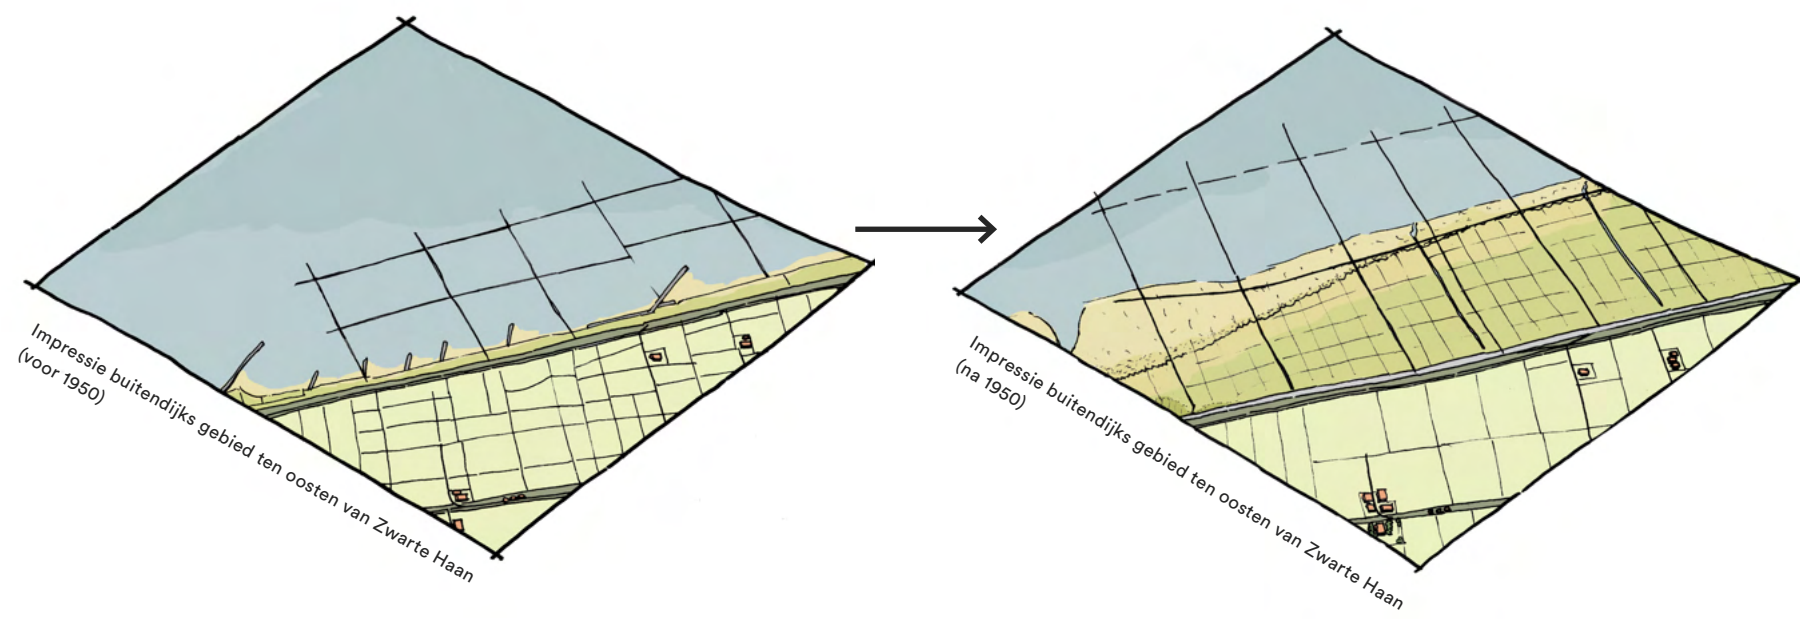 Impressie buitendijks gebied ten oosten van Zwarte Haan
(voor 1950)
Impressie buitendijks gebied ten oosten van Zwarte Haan
(na 1950)